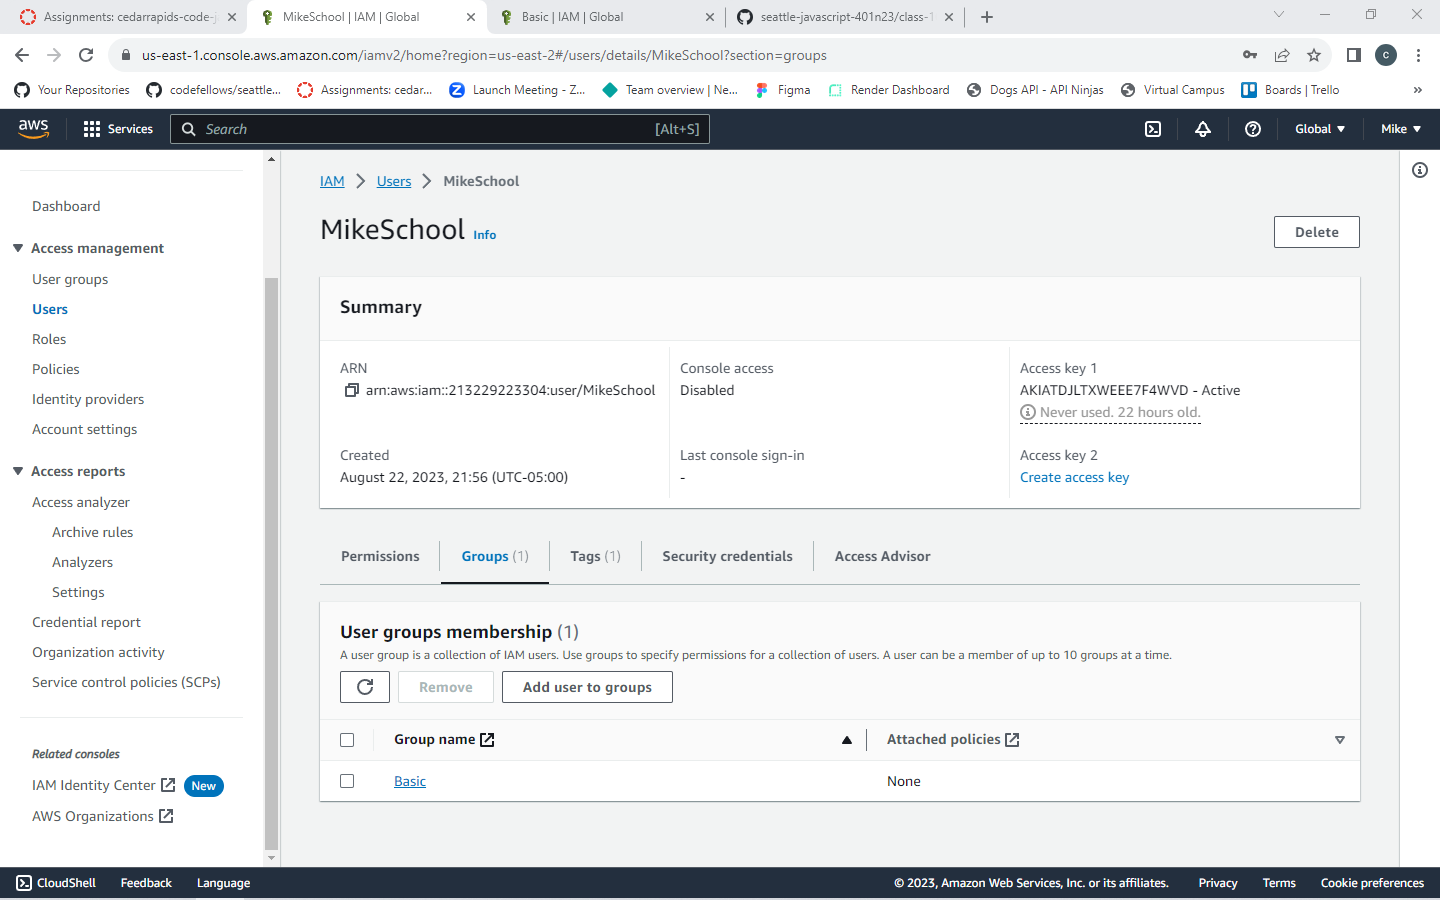 Assignments: cedarrapids-code-j
MikeSchool | IAM | Global
Basic | IAM | Global
seattle-javascript-401n23/class-1
us-east-1.console.aws.amazon.com/iamv2/home?region=us-east-2#/users/details/MikeSchool?section=groups
c
Your Repositories
codefellows/seattle...
Assignments: cedar...
Launch Meeting - Z...
Team overview | Ne...
Figma
Render Dashboard
Dogs API - API Ninjas
Virtual Campus
Boards | Trello
»
aws
Services
Search
[Alt+S]
Global
Mike
Dashboard
Access management
User groups
Users
Roles
Policies
Identity providers
Account settings
Access reports
Access analyzer
Archive rules
Analyzers
Settings
Credential report
Organization activity
Service control policies (SCPs)
Related consoles
IAM Identity Center New
AWS Organizations
IAM > Users > MikeSchool
MikeSchool Info
Delete
Summary
ARN
arn:aws:iam::213229223304:user/MikeSchool
Console access
Disabled
Access key 1
AKIATDJLTXWEEE7F4WVD - Active
Never used. 22 hours old.
Created
August 22, 2023, 21:56 (UTC-05:00)
Last console sign-in
-
Access key 2
Create access key
Permissions
Groups (1)
Tags (1)
Security credentials
Access Advisor
User groups membership (1)
A user group is a collection of IAM users. Use groups to specify permissions for a collection of users. A user can be a member of up to 10 groups at a time.
Remove
Add user to groups
Group name
Attached policies
Basic
None
CloudShell
Feedback
Language
© 2023, Amazon Web Services, Inc. or its affiliates.
Privacy
Terms
Cookie preferences